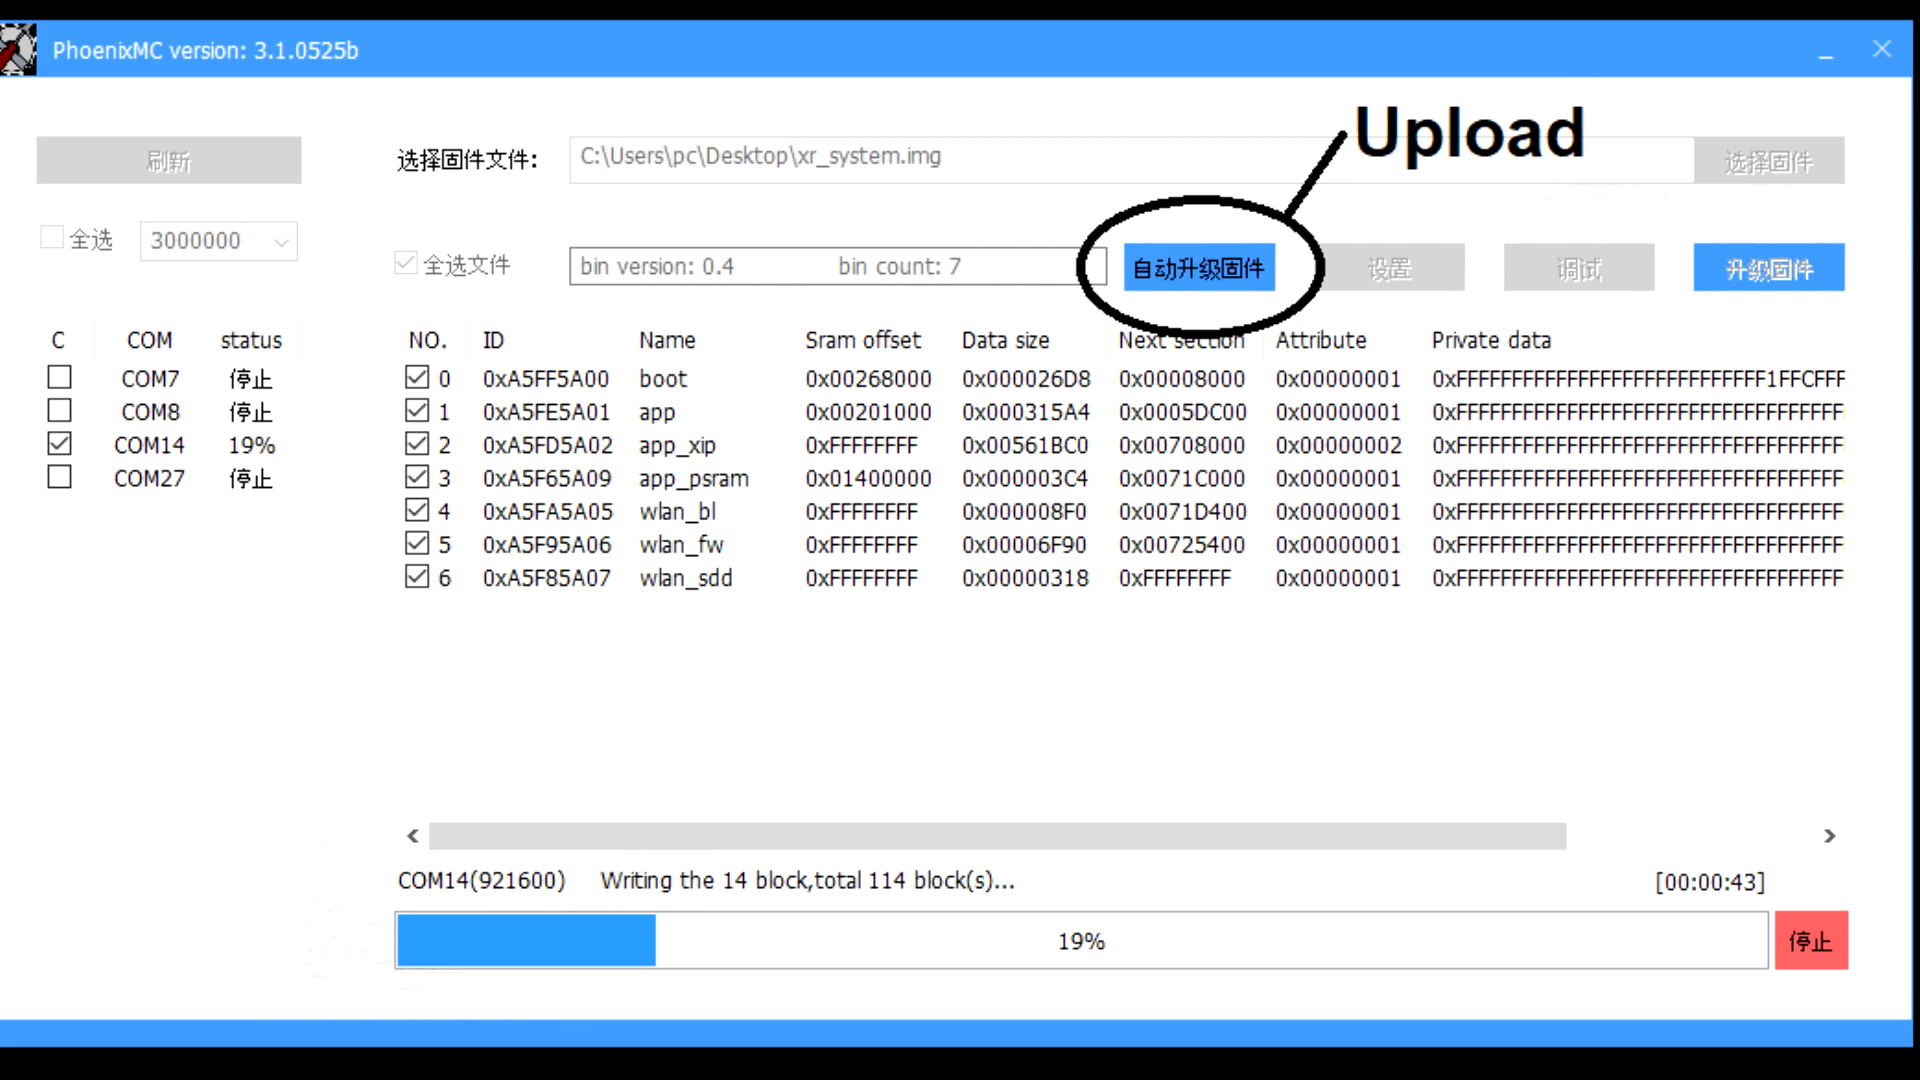 PhoenixMC version: 3.1.0525b
Upload
刷新
选择固件文件:
C:\Users\pc\Desktop\xr_system.img
选择固件
全选
3000000
全选文件
bin version: 0.4 bin count: 7
自动升级固件
设置
调试
升级固件
C COM status
COM7 停止
COM8 停止
COM14 19%
COM27 停止
NO. ID Name Sram offset Data size Next section Attribute Private data
0 0xA5FF5A00 boot 0x00268000 0x000026D8 0x00008000 0x00000001 0xFFFFFFFFFFFFFFFFFFFFFFFFFFFF1FFCFFF
1 0xA5FE5A01 app 0x00201000 0x000315A4 0x0005DC00 0x00000001 0xFFFFFFFFFFFFFFFFFFFFFFFFFFFFFFFFFFF
2 0xA5FD5A02 app_xip 0xFFFFFFFF 0x00561BC0 0x00708000 0x00000002 0xFFFFFFFFFFFFFFFFFFFFFFFFFFFFFFFFFFF
3 0xA5F65A09 app_psram 0x01400000 0x000003C4 0x0071C000 0x00000001 0xFFFFFFFFFFFFFFFFFFFFFFFFFFFFFFFFFFF
4 0xA5FA5A05 wlan_bl 0xFFFFFFFF 0x000008F0 0x0071D400 0x00000001 0xFFFFFFFFFFFFFFFFFFFFFFFFFFFFFFFFFFF
5 0xA5F95A06 wlan_fw 0xFFFFFFFF 0x00006F90 0x00725400 0x00000001 0xFFFFFFFFFFFFFFFFFFFFFFFFFFFFFFFFFFF
6 0xA5F85A07 wlan_sdd 0xFFFFFFFF 0x00000318 0xFFFFFFFF 0x00000001 0xFFFFFFFFFFFFFFFFFFFFFFFFFFFFFFFFFFF
COM14(921600) Writing the 14 block,total 114 block(s)... [00:00:43]
19%
停止